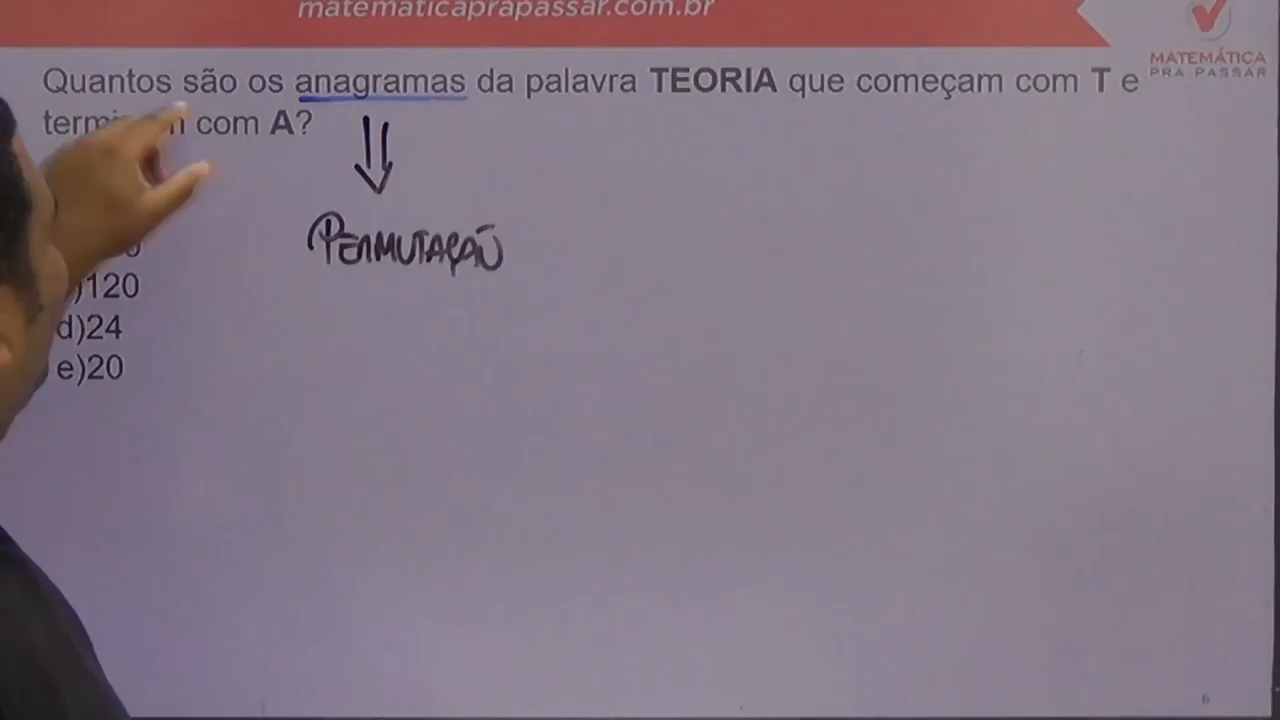 matematicaprapassar.com.br
MATEMÁTICA
PRA PASSAR
Quantos são os anagramas da palavra TEORIA que começam com T e
com A?
PERMUTAÇÃO
)120
d)24
e)20
6